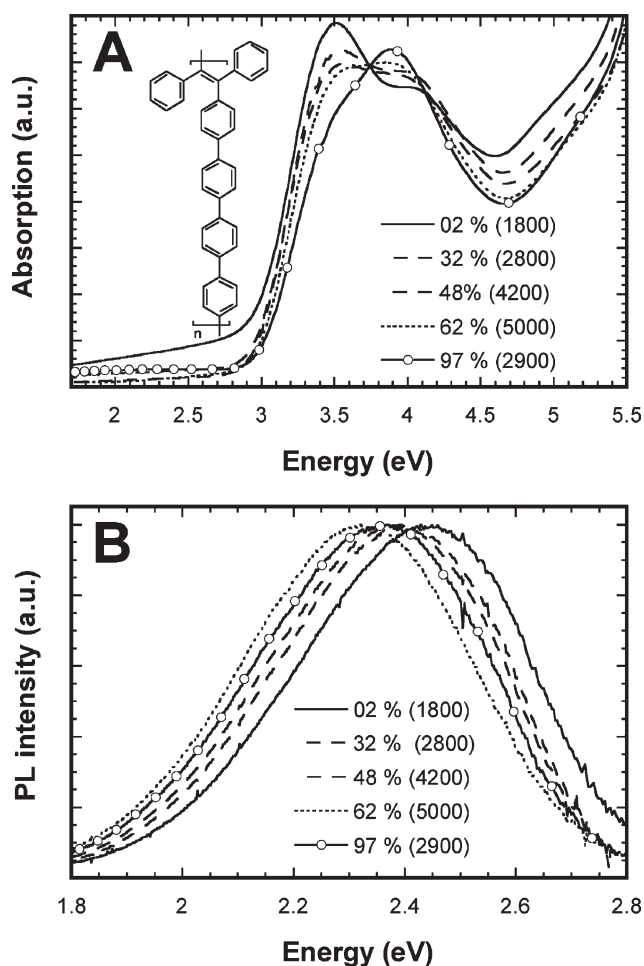 A
n
Absorption (a.u.)
02 % (1800)
32 % (2800)
48% (4200)
62 % (5000)
97 % (2900)
2 2.5 3 3.5 4 4.5 5 5.5
Energy (eV)
B
PL intensity (a.u.)
02 % (1800)
32 % (2800)
48 % (4200)
62 % (5000)
97 % (2900)
1.8 2 2.2 2.4 2.6 2.8
Energy (eV)